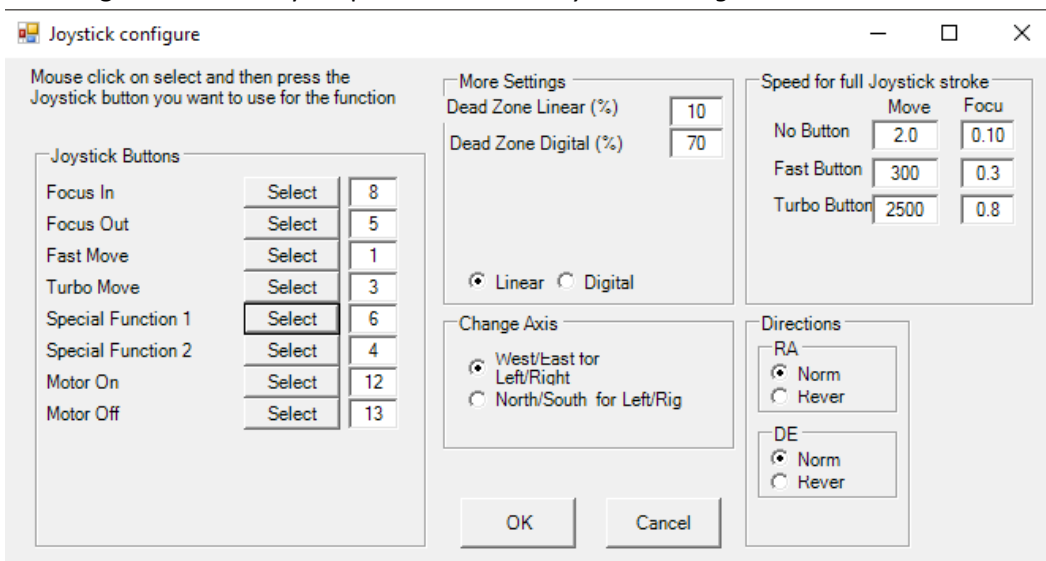 Joystick configure
Mouse click on select and then press the
Joystick button you want to use for the function
Joystick Buttons
Focus In Select 8
Focus Out Select 5
Fast Move Select 1
Turbo Move Select 3
Special Function 1 Select 6
Special Function 2 Select 4
Motor On Select 12
Motor Off Select 13
More Settings
Dead Zone Linear (%) 10
Dead Zone Digital (%) 70
Linear Digital
Speed for full Joystick stroke
Move Focu
No Button 2.0 0.10
Fast Button 300 0.3
Turbo Button 2500 0.8
Change Axis
West/East for
Left/Right
North/South for Left/Rig
Directions
RA
Norm
Rever
DE
Norm
Rever
OK Cancel